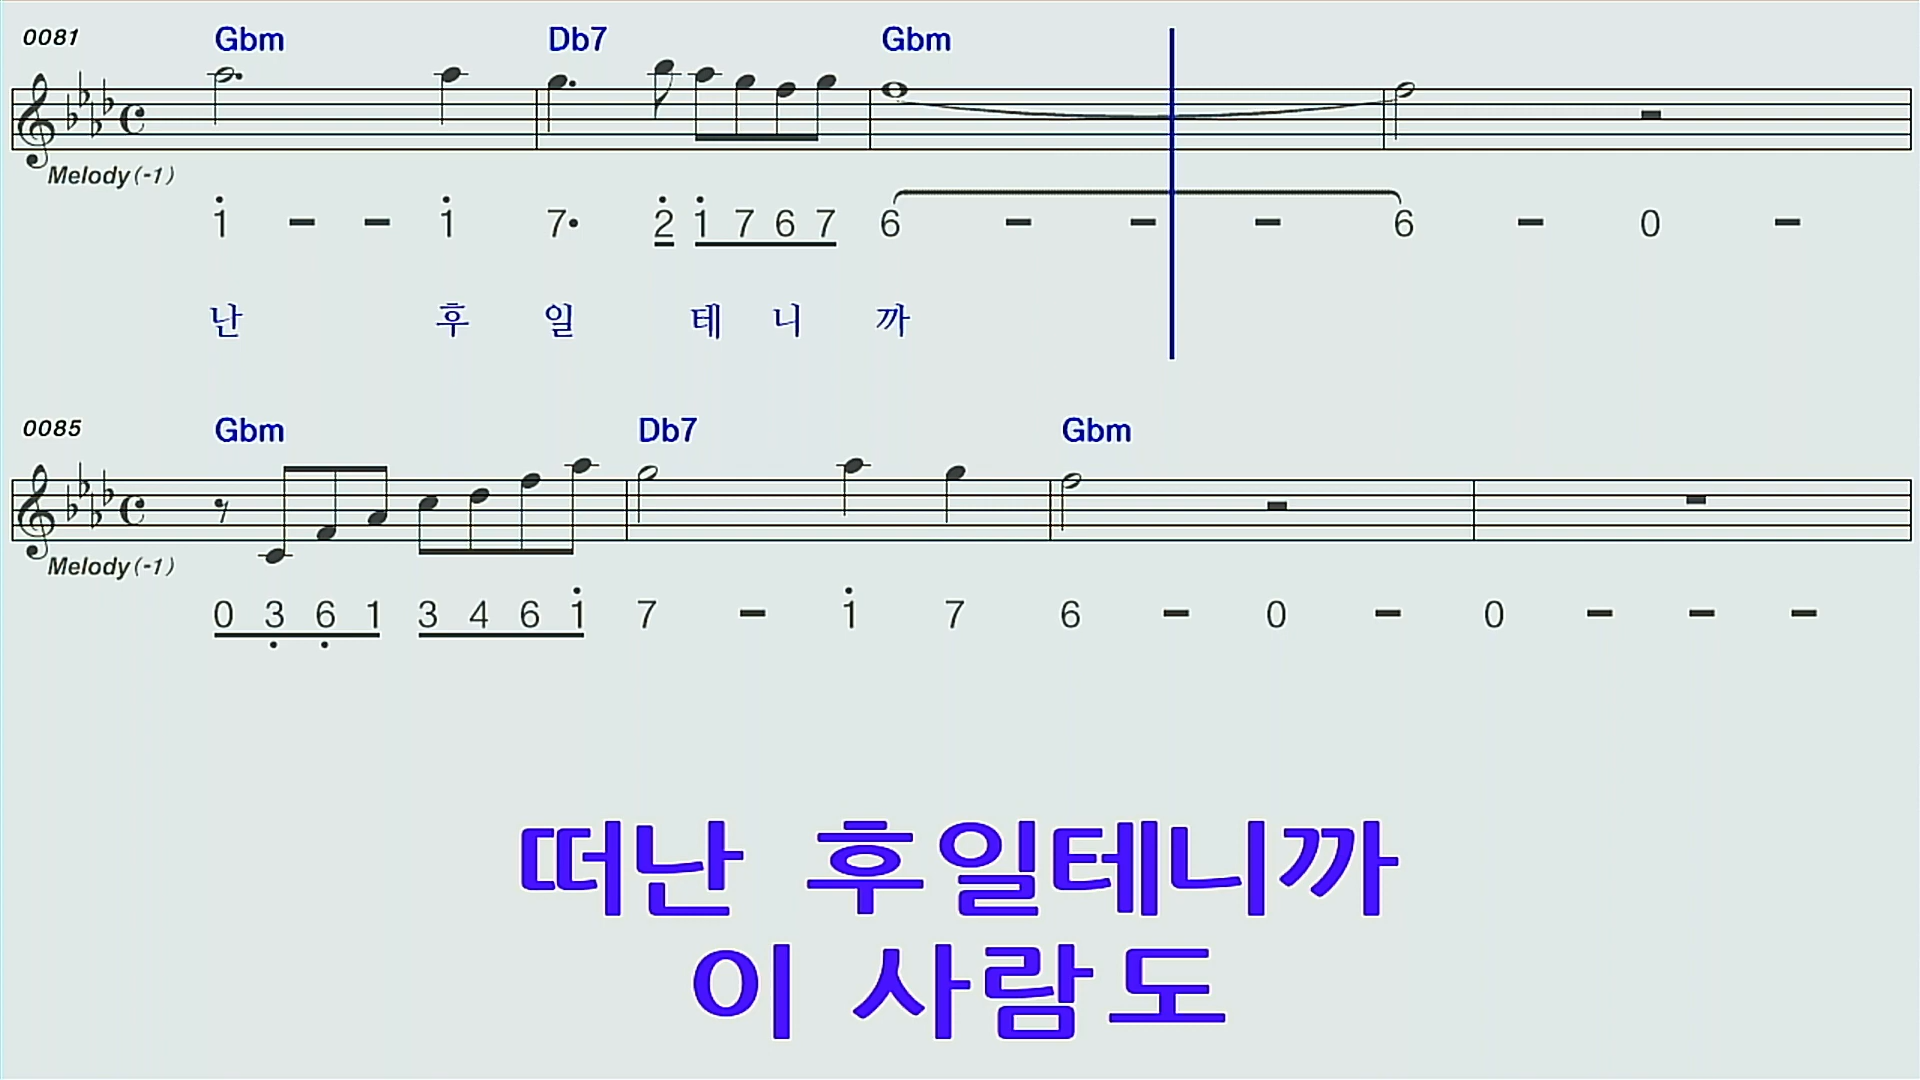 0081 Gbm Db7 Gbm
Melody(-1)
1 - - 1 7• 2 1 7 6 7 6 - - - 6 - 0 -
난 후 일 테 니 까
0085 Gbm Db7 Gbm
Melody(-1)
0 3 6 1 3 4 6 1 7 - 1 7 6 - 0 - 0 - - -
떠난 후일테니까
이 사람도